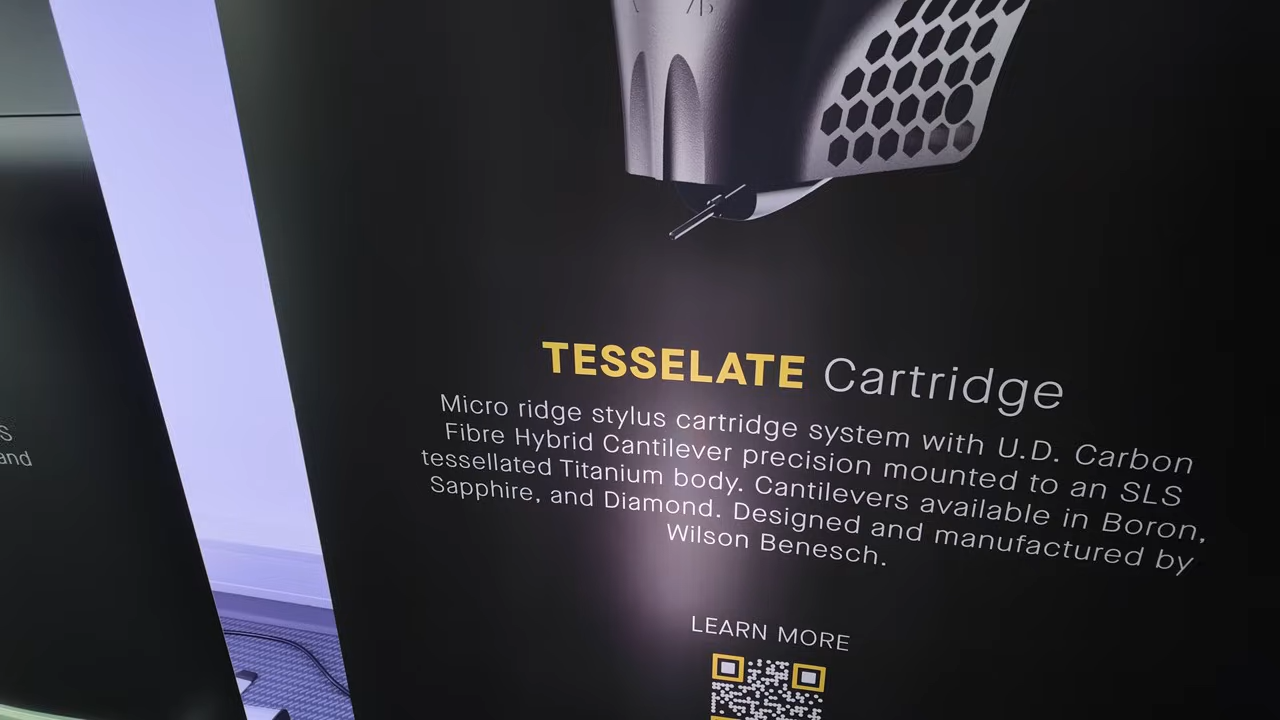 S
and
TESSELATE Cartridge
Micro ridge stylus cartridge system with U.D. Carbon
Fibre Hybrid Cantilever precision mounted to an SLS
tessellated Titanium body. Cantilevers available in Boron,
Sapphire, and Diamond. Designed and manufactured by
Wilson Benesch.
LEARN MORE